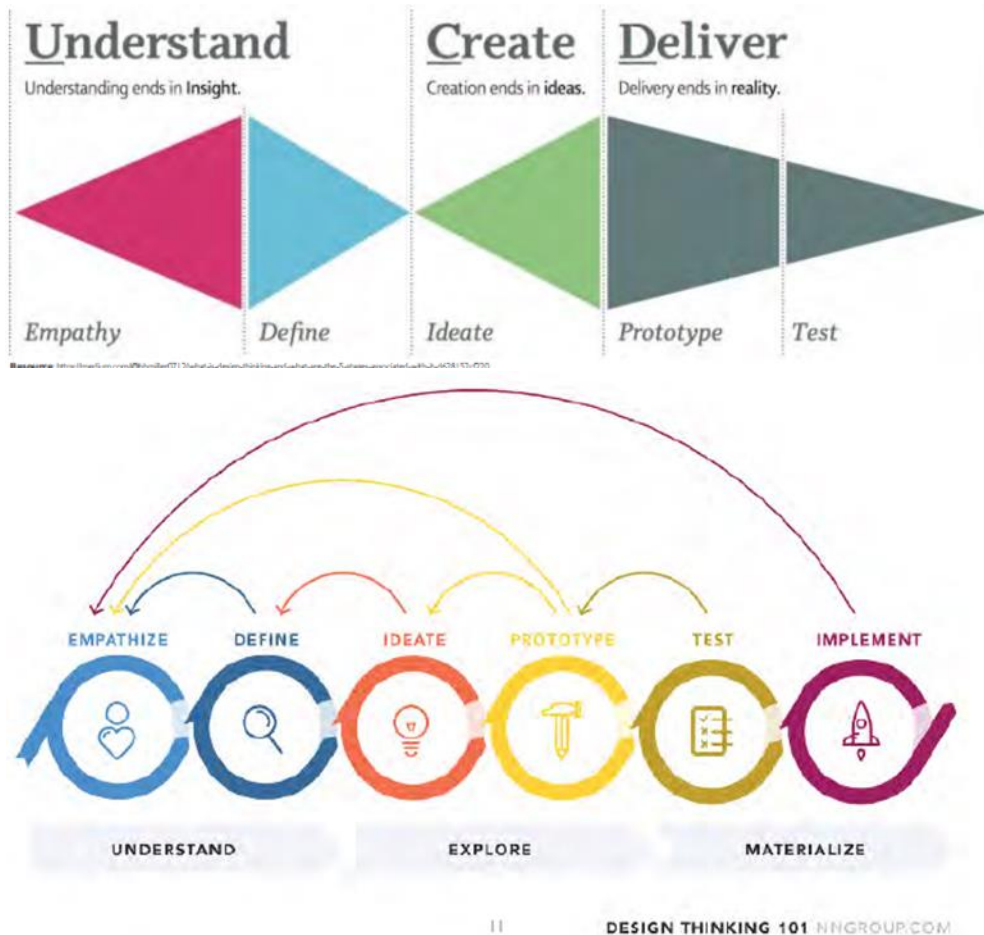 Understand
Understanding ends in Insight.
Create
Creation ends in ideas.
Deliver
Delivery ends in reality.
Empathy
Define
Ideate
Prototype
Test
Resource
EMPATHIZE
DEFINE
IDEATE
PROTOTYPE
TEST
IMPLEMENT
UNDERSTAND
EXPLORE
MATERIALIZE
11
DESIGN THINKING 101 NNGROUP.COM